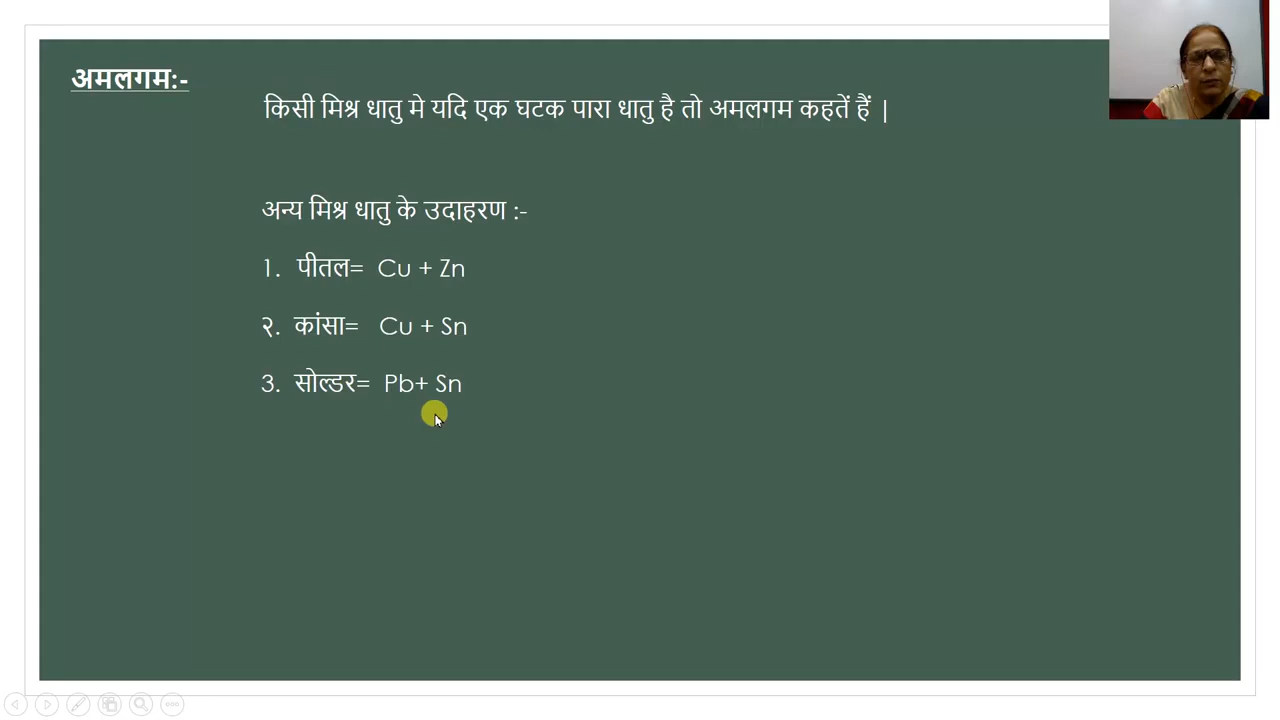 अमलगम:-
किसी मिश्र धातु मे यदि एक घटक पारा धातु है तो अमलगम कहतें हैं |
अन्य मिश्र धातु के उदाहरण :-
1. पीतल= Cu + Zn
२. कांसा= Cu + Sn
3. सोल्डर= Pb+ Sn